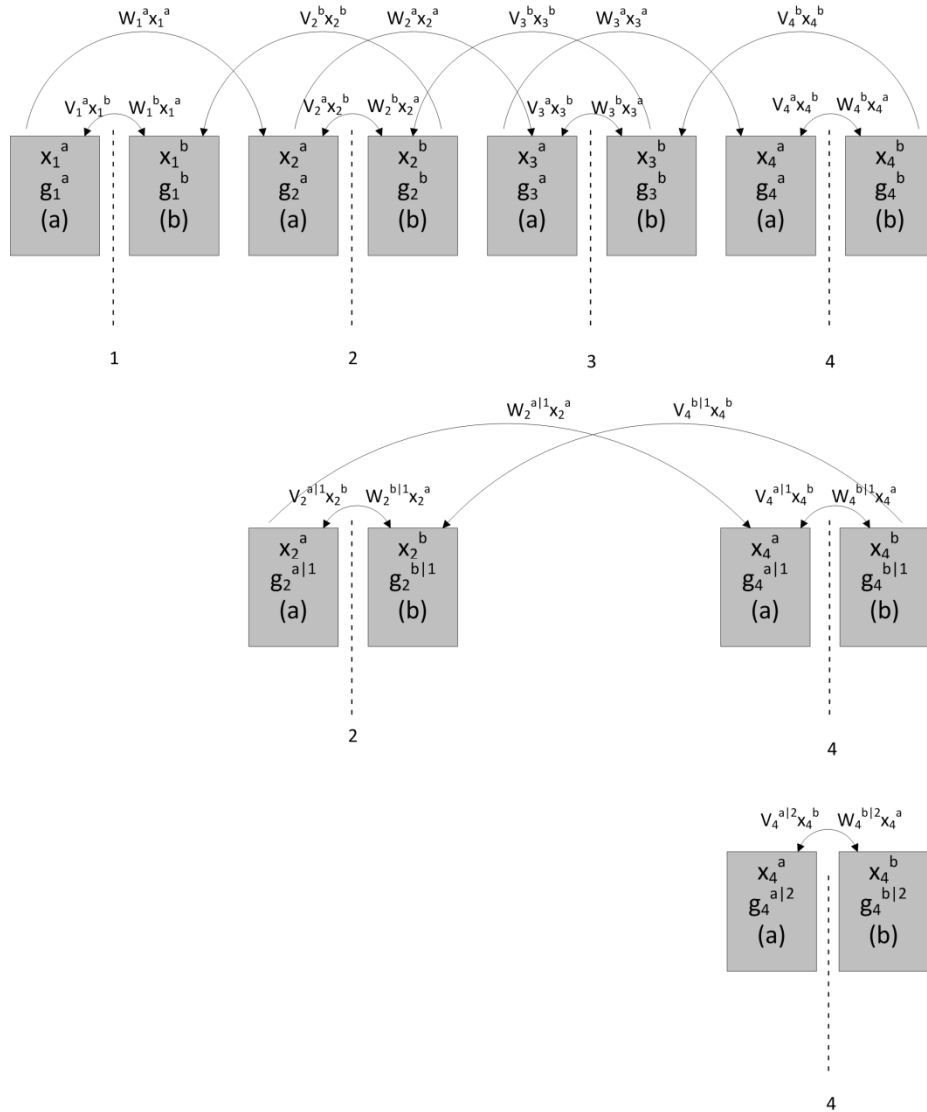 W₁ᵃx₁ᵃ V₂ᵇx₂ᵇ W₂ᵃx₂ᵃ V₃ᵇx₃ᵇ W₃ᵃx₃ᵃ V₄ᵇx₄ᵇ
V₁ᵃx₁ᵇ W₁ᵇx₁ᵃ V₂ᵃx₂ᵇ W₂ᵇx₂ᵃ V₃ᵃx₃ᵇ W₃ᵇx₃ᵃ V₄ᵃx₄ᵇ W₄ᵇx₄ᵃ
x₁ᵃ x₁ᵇ x₂ᵃ x₂ᵇ x₃ᵃ x₃ᵇ x₄ᵃ x₄ᵇ
g₁ᵃ g₁ᵇ g₂ᵃ g₂ᵇ g₃ᵃ g₃ᵇ g₄ᵃ g₄ᵇ
(a) (b) (a) (b) (a) (b) (a) (b)
1 2 3 4
W₂ᵃ|¹x₂ᵃ V₄ᵇ|¹x₄ᵇ
V₂ᵃ|¹x₂ᵇ W₂ᵇ|¹x₂ᵃ V₄ᵃ|¹x₄ᵇ W₄ᵇ|¹x₄ᵃ
x₂ᵃ x₂ᵇ x₄ᵃ x₄ᵇ
g₂ᵃ|¹ g₂ᵇ|¹ g₄ᵃ|¹ g₄ᵇ|¹
(a) (b) (a) (b)
2 4
V₄ᵃ|²x₄ᵇ W₄ᵇ|²x₄ᵃ
x₄ᵃ x₄ᵇ
g₄ᵃ|² g₄ᵇ|²
(a) (b)
4